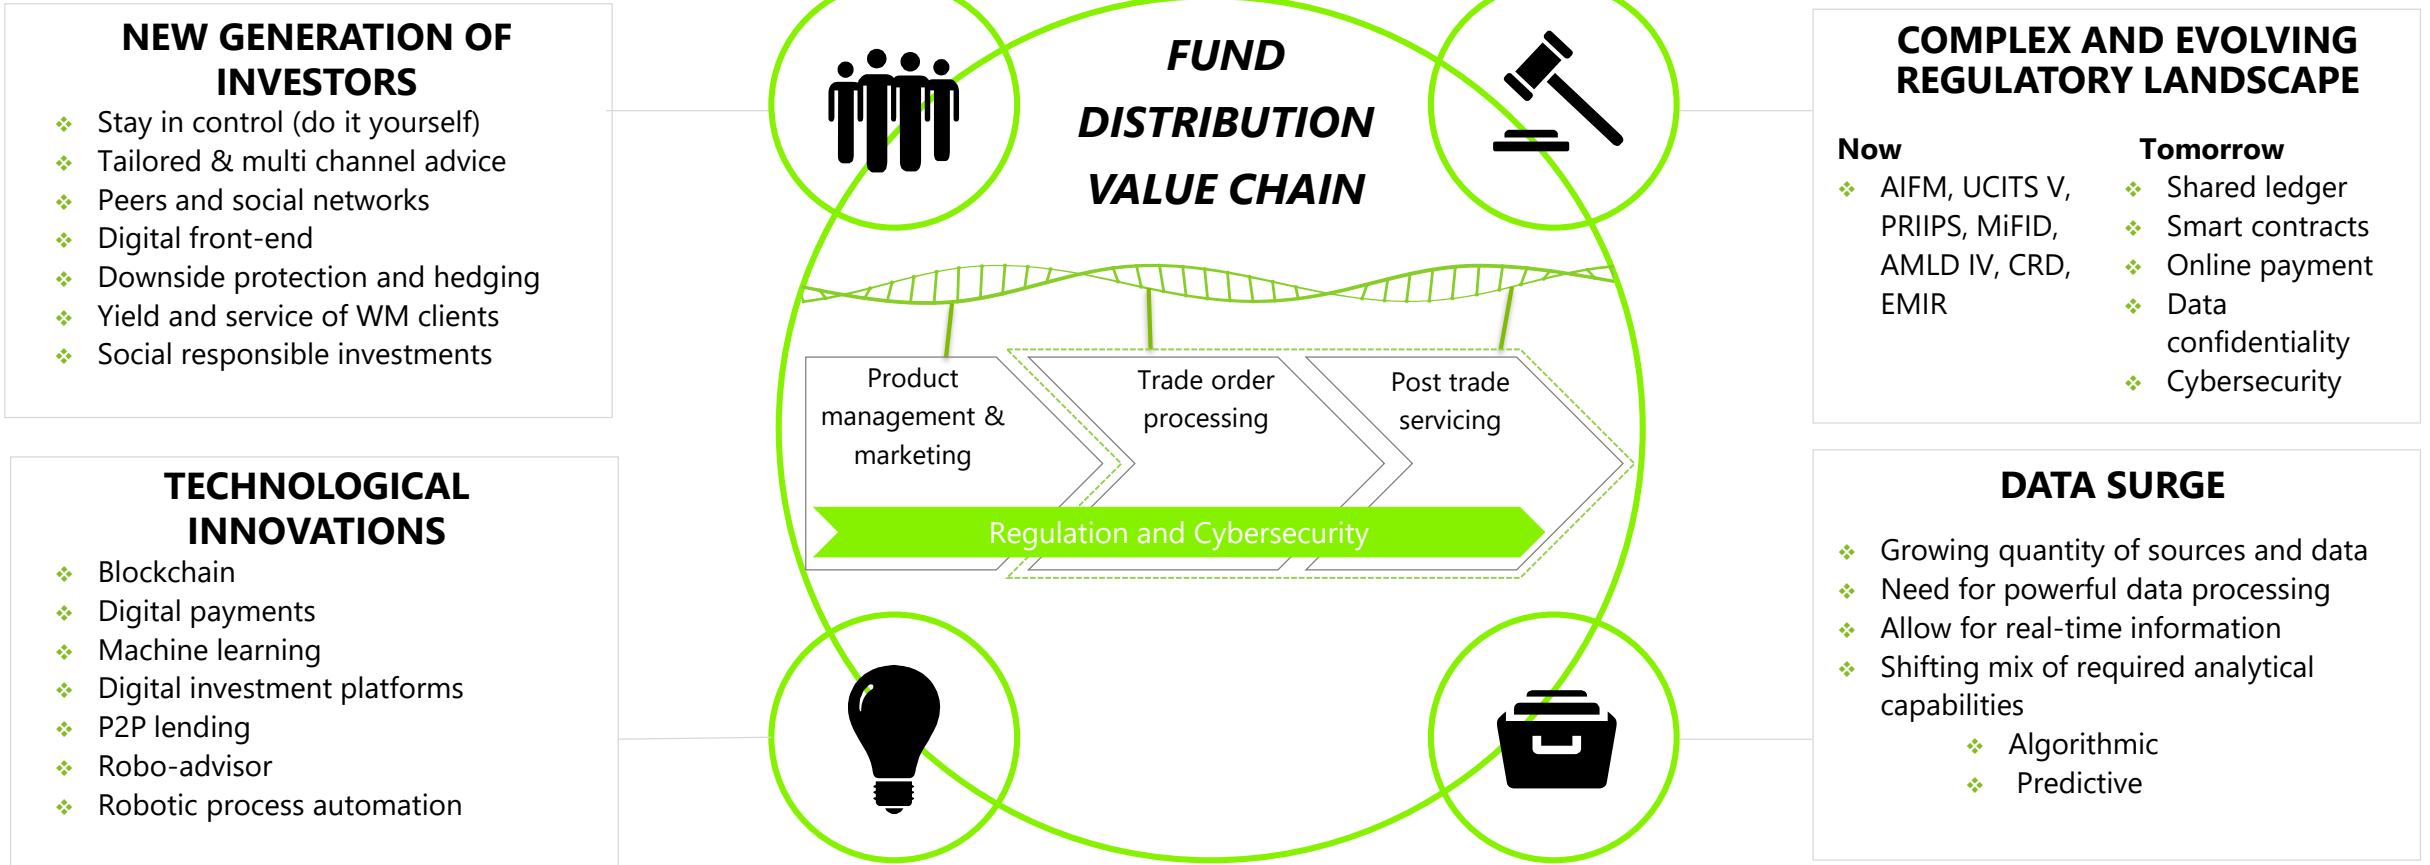 NEW GENERATION OF
INVESTORS
Stay in control (do it yourself)
Tailored & multi channel advice
Peers and social networks
Digital front-end
Downside protection and hedging
Yield and service of WM clients
Social responsible investments
TECHNOLOGICAL
INNOVATIONS
Blockchain
Digital payments
Machine learning
Digital investment platforms
P2P lending
Robo-advisor
Robotic process automation
FUND
DISTRIBUTION
VALUE CHAIN
Product
management &
marketing
Trade order
processing
Post trade
servicing
Regulation and Cybersecurity
COMPLEX AND EVOLVING
REGULATORY LANDSCAPE
Now
AIFM, UCITS V,
PRIIPS, MiFID,
AMLD IV, CRD,
EMIR
Tomorrow
Shared ledger
Smart contracts
Online payment
Data
confidentiality
Cybersecurity
DATA SURGE
Growing quantity of sources and data
Need for powerful data processing
Allow for real-time information
Shifting mix of required analytical
capabilities
Algorithmic
Predictive